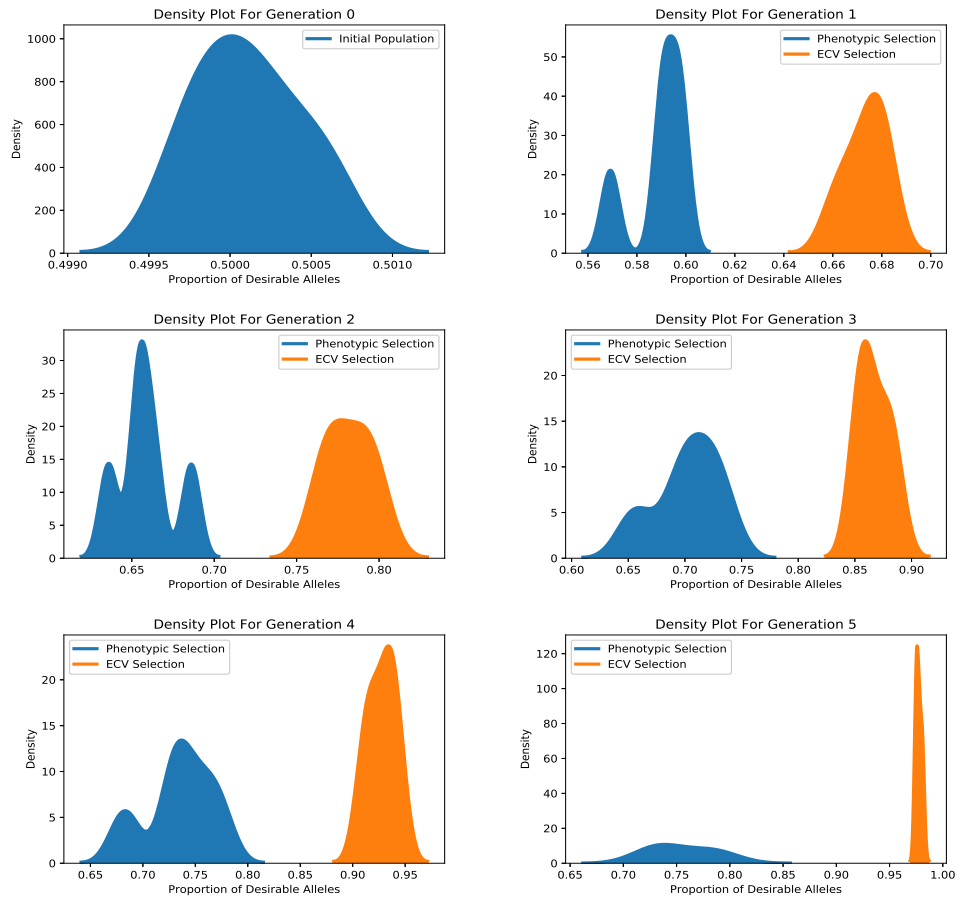 Density Plot For Generation 0
Initial Population
Density
0
200
400
600
800
1000
0.4990 0.4995 0.5000 0.5005 0.5010
Proportion of Desirable Alleles
Density Plot For Generation 1
Phenotypic Selection
ECV Selection
Density
0
10
20
30
40
50
0.56 0.58 0.60 0.62 0.64 0.66 0.68 0.70
Proportion of Desirable Alleles
Density Plot For Generation 2
Phenotypic Selection
ECV Selection
Density
0
5
10
15
20
25
30
0.65 0.70 0.75 0.80
Proportion of Desirable Alleles
Density Plot For Generation 3
Phenotypic Selection
ECV Selection
Density
0
5
10
15
20
0.60 0.65 0.70 0.75 0.80 0.85 0.90
Proportion of Desirable Alleles
Density Plot For Generation 4
Phenotypic Selection
ECV Selection
Density
0
5
10
15
20
0.65 0.70 0.75 0.80 0.85 0.90 0.95
Proportion of Desirable Alleles
Density Plot For Generation 5
Phenotypic Selection
ECV Selection
Density
0
20
40
60
80
100
120
0.65 0.70 0.75 0.80 0.85 0.90 0.95 1.00
Proportion of Desirable Alleles